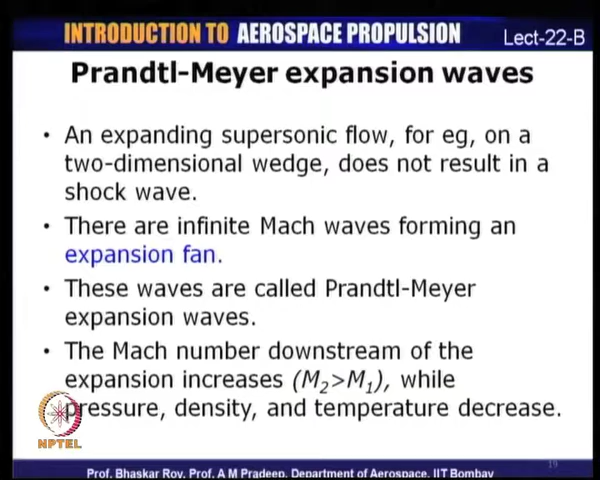 INTRODUCTION TO AEROSPACE PROPULSION
Lect-22-B
Prandtl-Meyer expansion waves
• An expanding supersonic flow, for eg, on a
two-dimensional wedge, does not result in a
shock wave.
• There are infinite Mach waves forming an
expansion fan.
• These waves are called Prandtl-Meyer
expansion waves.
• The Mach number downstream of the
expansion increases (M₂>M₁), while
pressure, density, and temperature decrease.
NPTEL
19
Prof. Bhaskar Roy, Prof. A M Pradeep, Department of Aerospace, IIT Bombay